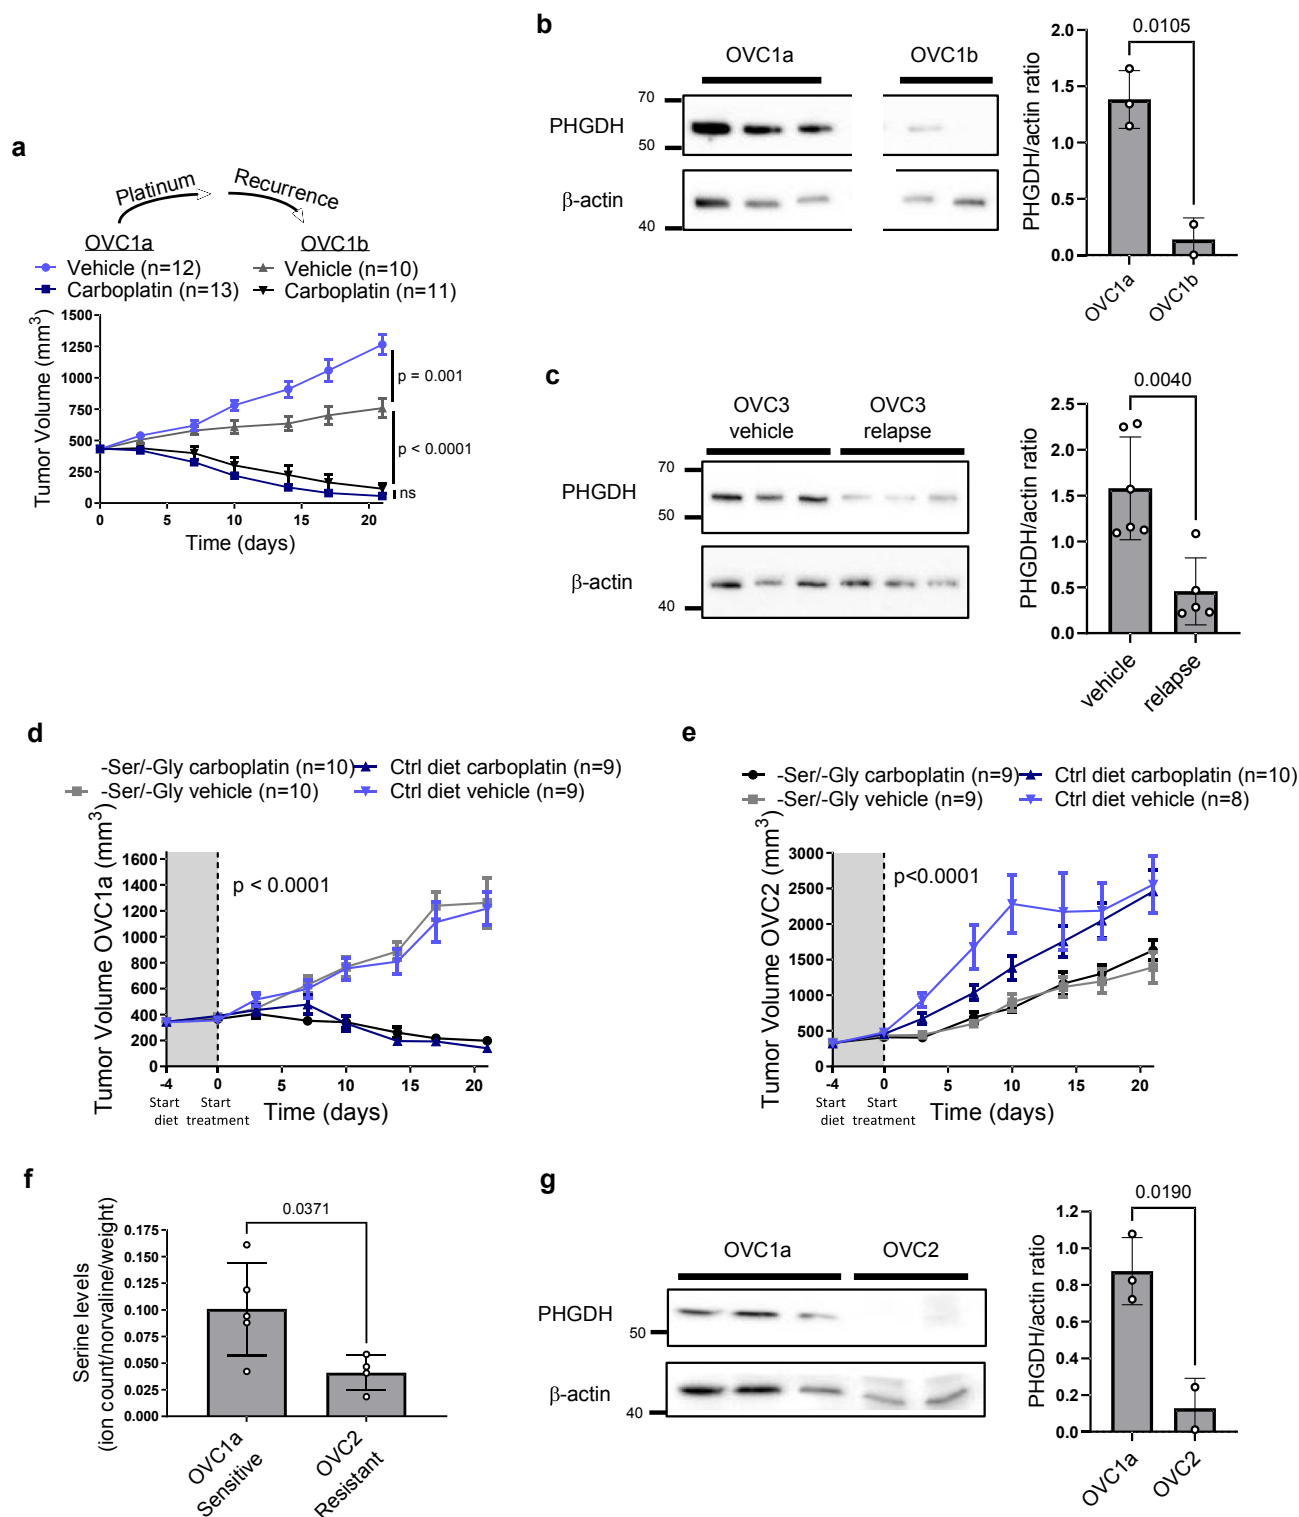 a
Platinum
Recurrence
OVC1a
OVC1b
Vehicle (n=12)
Vehicle (n=10)
Carboplatin (n=13)
Carboplatin (n=11)
Tumor Volume (mm3)
1500
1250
1000
750
500
250
0
p = 0.001
p < 0.0001
ns
0 5 10 15 20
Time (days)
b
OVC1a
OVC1b
70
PHGDH
50
β-actin
40
0.0105
PHGDH/actin ratio
2.0
1.5
1.0
0.5
0.0
OVC1a
OVC1b
c
OVC3
vehicle
OVC3
relapse
70
PHGDH
50
β-actin
40
0.0040
PHGDH/actin ratio
2.5
2.0
1.5
1.0
0.5
0.0
vehicle
relapse
d
-Ser/-Gly carboplatin (n=10)
Ctrl diet carboplatin (n=9)
-Ser/-Gly vehicle (n=10)
Ctrl diet vehicle (n=9)
Tumor Volume OVC1a (mm3)
1600
1400
1200
1000
800
600
400
200
0
p < 0.0001
-4 0 5 10 15 20
Start
diet
Start
treatment
Time (days)
e
-Ser/-Gly carboplatin (n=9)
Ctrl diet carboplatin (n=10)
-Ser/-Gly vehicle (n=9)
Ctrl diet vehicle (n=8)
Tumor Volume OVC2 (mm3)
3000
2500
2000
1500
1000
500
0
p<0.0001
-4 0 5 10 15 20
Start
diet
Start
treatment
Time (days)
f
0.0371
Serine levels
(ion count/norvaline/weight)
0.175
0.150
0.125
0.100
0.075
0.050
0.025
0.000
OVC1a
Sensitive
OVC2
Resistant
g
OVC1a
OVC2
PHGDH
50
β-actin
40
0.0190
PHGDH/actin ratio
1.2
1.0
0.8
0.6
0.4
0.2
0.0
OVC1a
OVC2